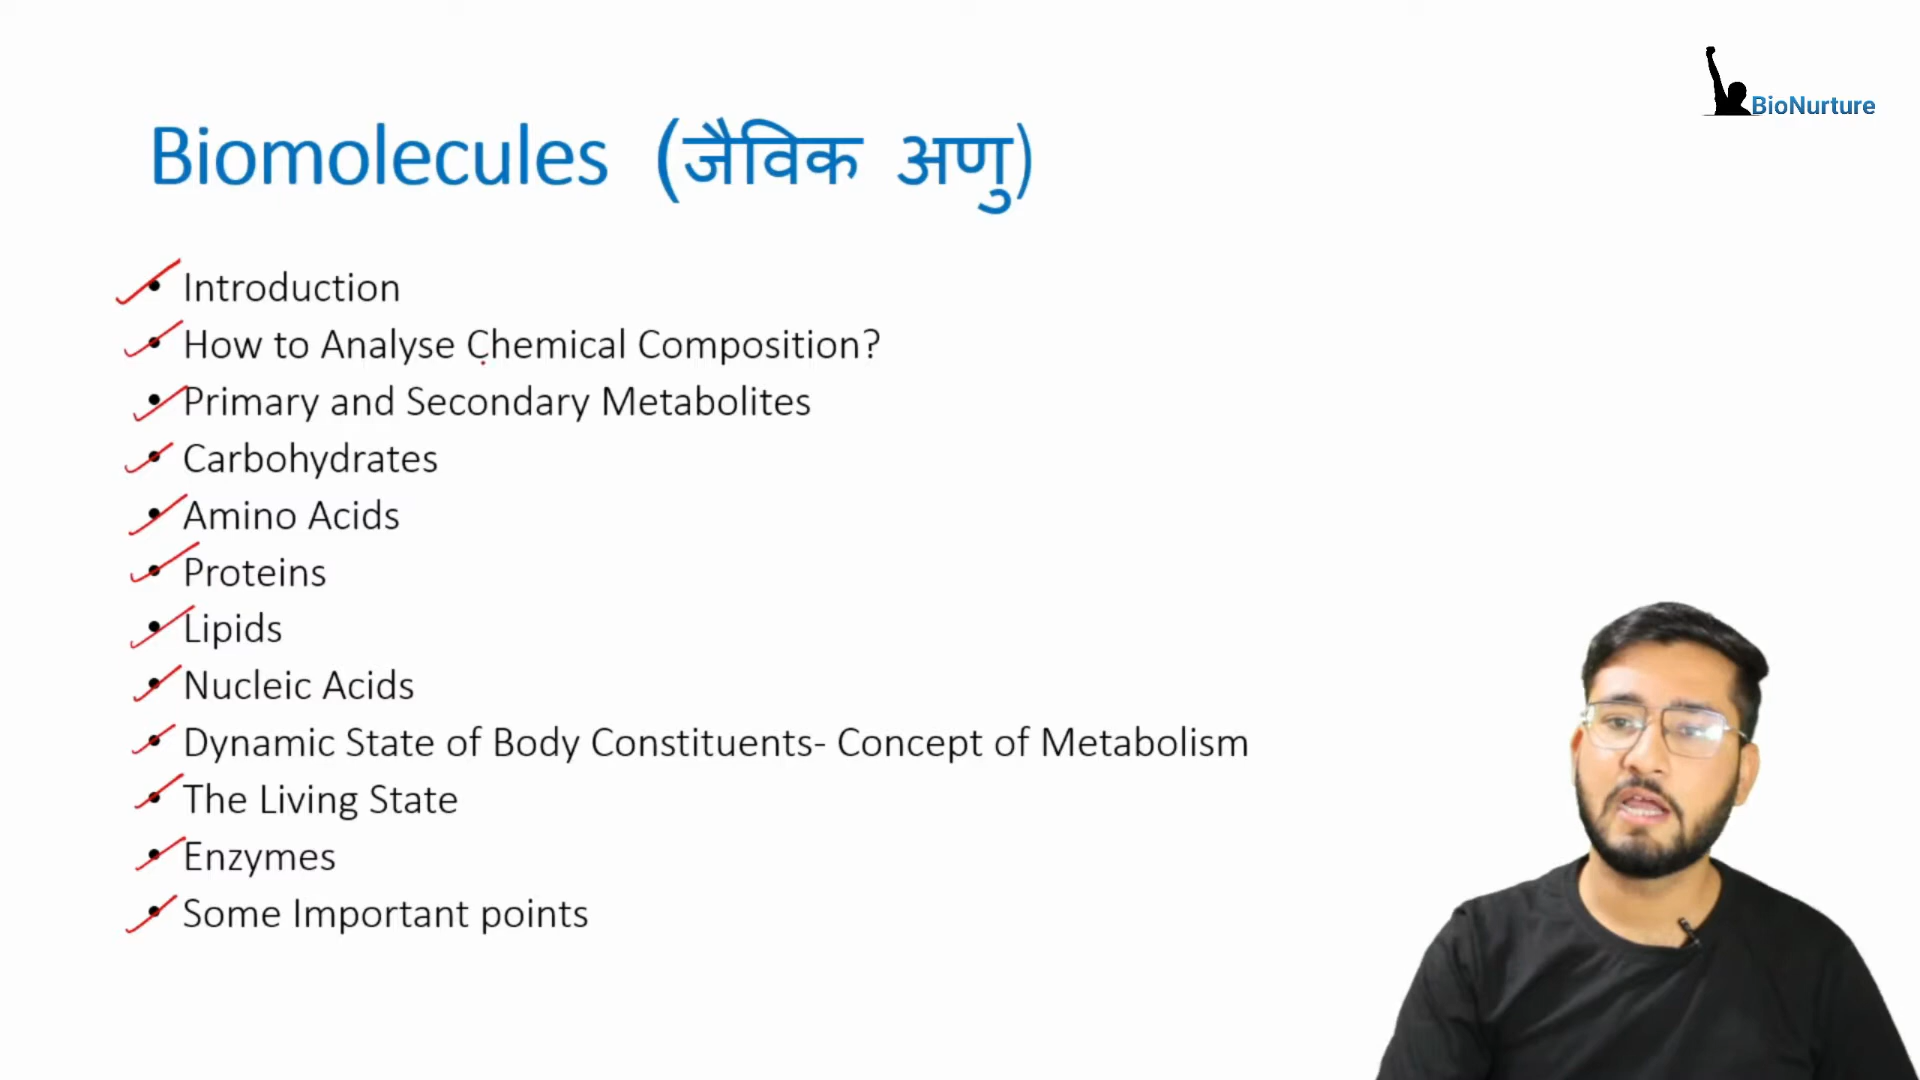 BioNurture
Biomolecules (जैविक अणु)
• Introduction
• How to Analyse Chemical Composition?
• Primary and Secondary Metabolites
• Carbohydrates
• Amino Acids
• Proteins
• Lipids
• Nucleic Acids
• Dynamic State of Body Constituents- Concept of Metabolism
• The Living State
• Enzymes
• Some Important points